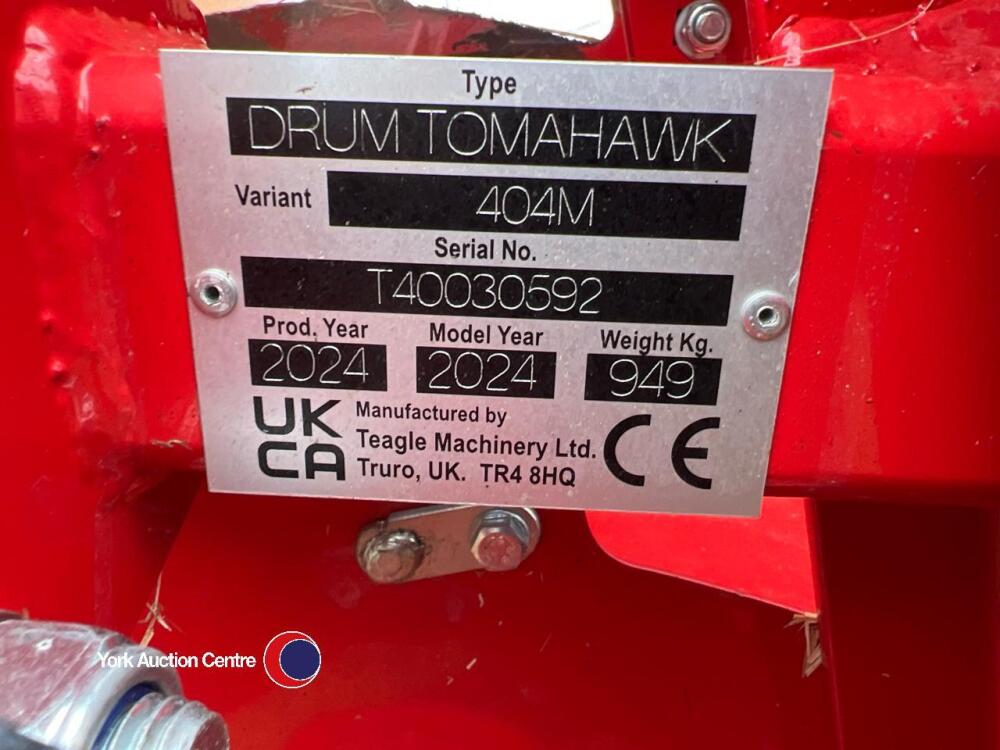 Type
DRUM TOMAHAWK
Variant 404M
Serial No.
T40030592
Prod. Year Model Year Weight Kg.
2024 2024 949
UK
CA
Manufactured by
Teagle Machinery Ltd.
Truro, UK. TR4 8HQ
CE
York Auction Centre